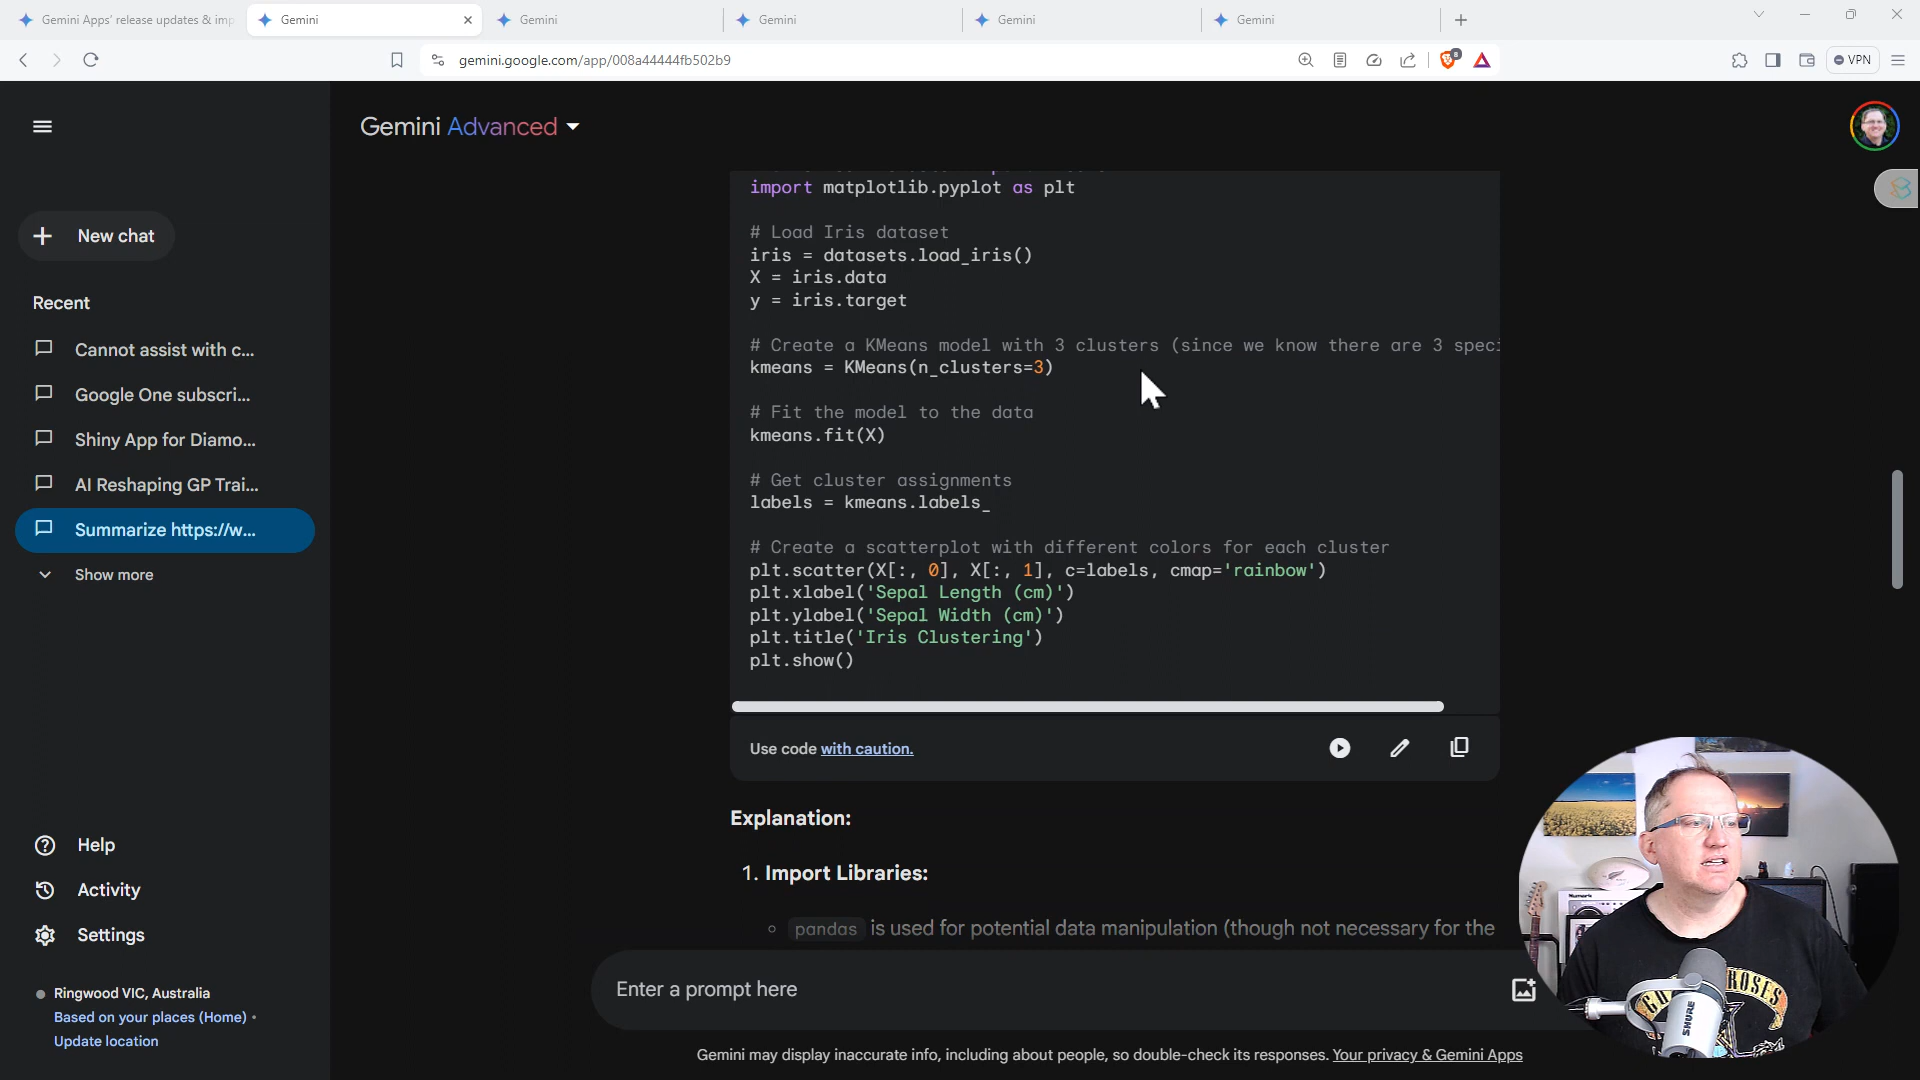 Gemini Apps' release updates & imp
Gemini
Gemini
Gemini
Gemini
Gemini
gemini.google.com/app/008a44444fb502b9
8
VPN
Gemini Advanced
New chat
Recent
Cannot assist with c...
Google One subscri...
Shiny App for Diamo...
AI Reshaping GP Trai...
Summarize https://w...
Show more
Help
Activity
Settings
Ringwood VIC, Australia
Based on your places (Home) •
Update location
import matplotlib.pyplot as plt
# Load Iris dataset
iris = datasets.load_iris()
X = iris.data
y = iris.target
# Create a KMeans model with 3 clusters (since we know there are 3 speci
kmeans = KMeans(n_clusters=3)
# Fit the model to the data
kmeans.fit(X)
# Get cluster assignments
labels = kmeans.labels_
# Create a scatterplot with different colors for each cluster
plt.scatter(X[:, 0], X[:, 1], c=labels, cmap='rainbow')
plt.xlabel('Sepal Length (cm)')
plt.ylabel('Sepal Width (cm)')
plt.title('Iris Clustering')
plt.show()
Use code with caution.
Explanation:
1. Import Libraries:
pandas is used for potential data manipulation (though not necessary for the
Enter a prompt here
Gemini may display inaccurate info, including about people, so double-check its responses. Your privacy & Gemini Apps
Numark
ROSES
SHURE